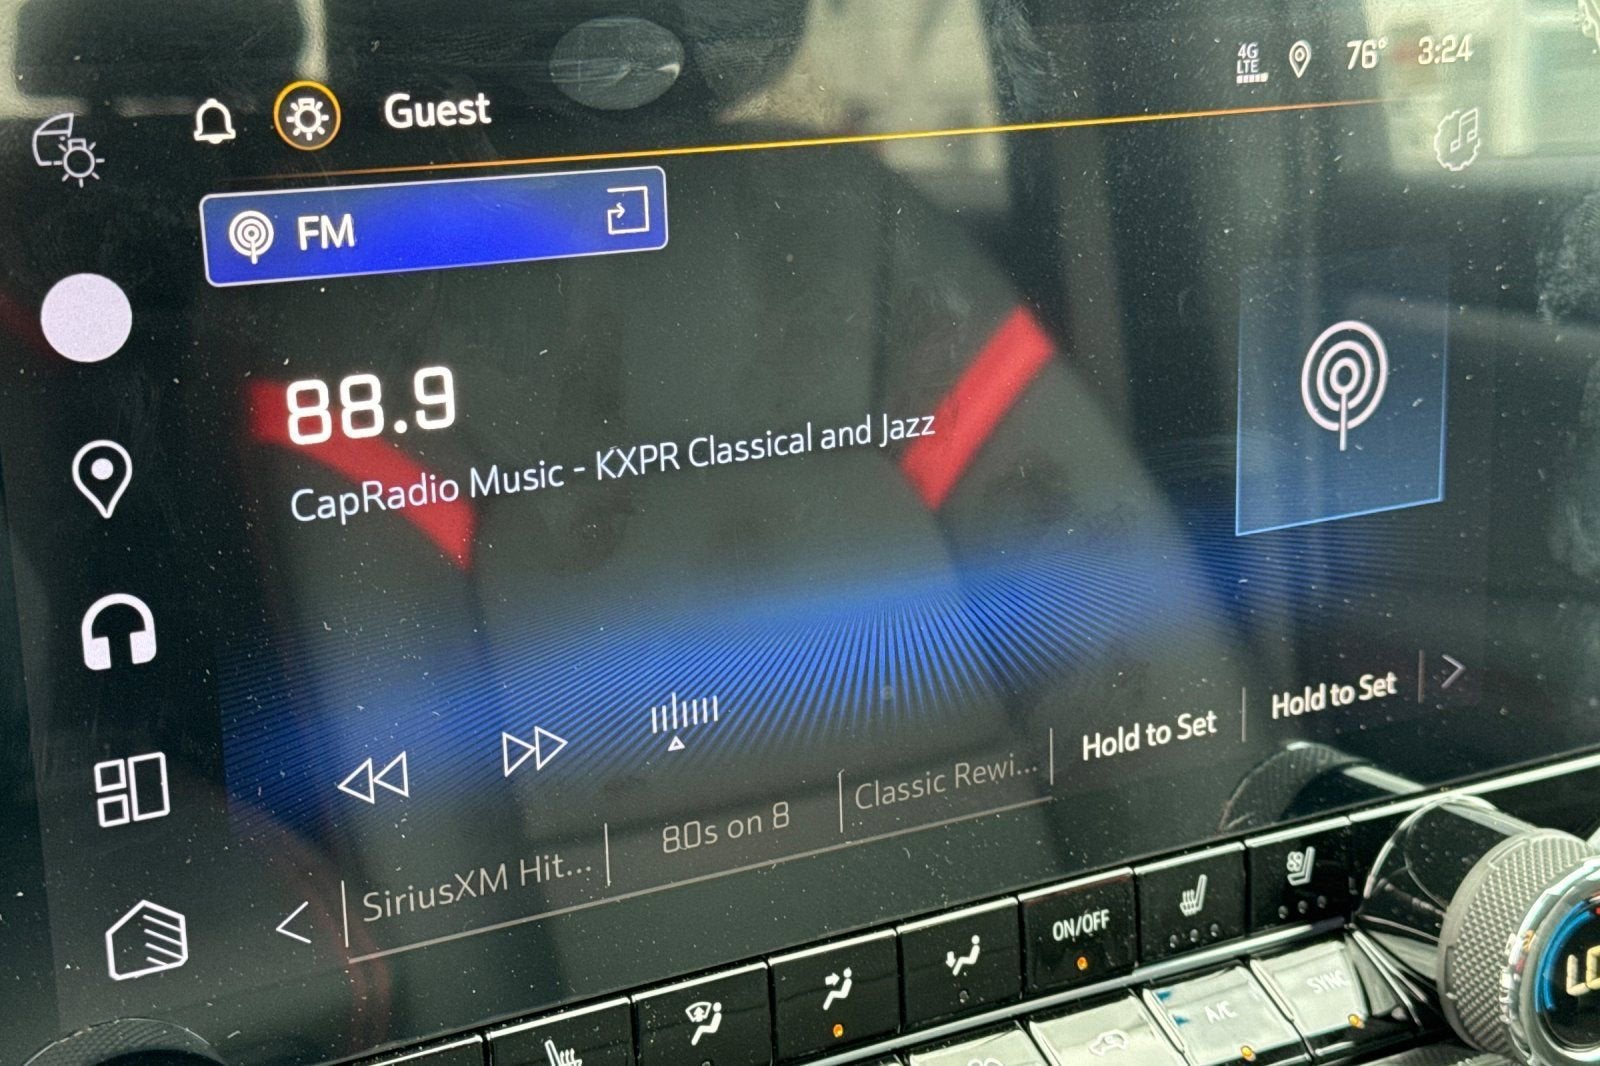 4G
LTE
76° 3:24
Guest
FM
88.9
CapRadio Music - KXPR Classical and Jazz
SiriusXM Hit...
80s on 8
Classic Rewi...
Hold to Set
Hold to Set
ON/OFF
A/C
SYNC
LO